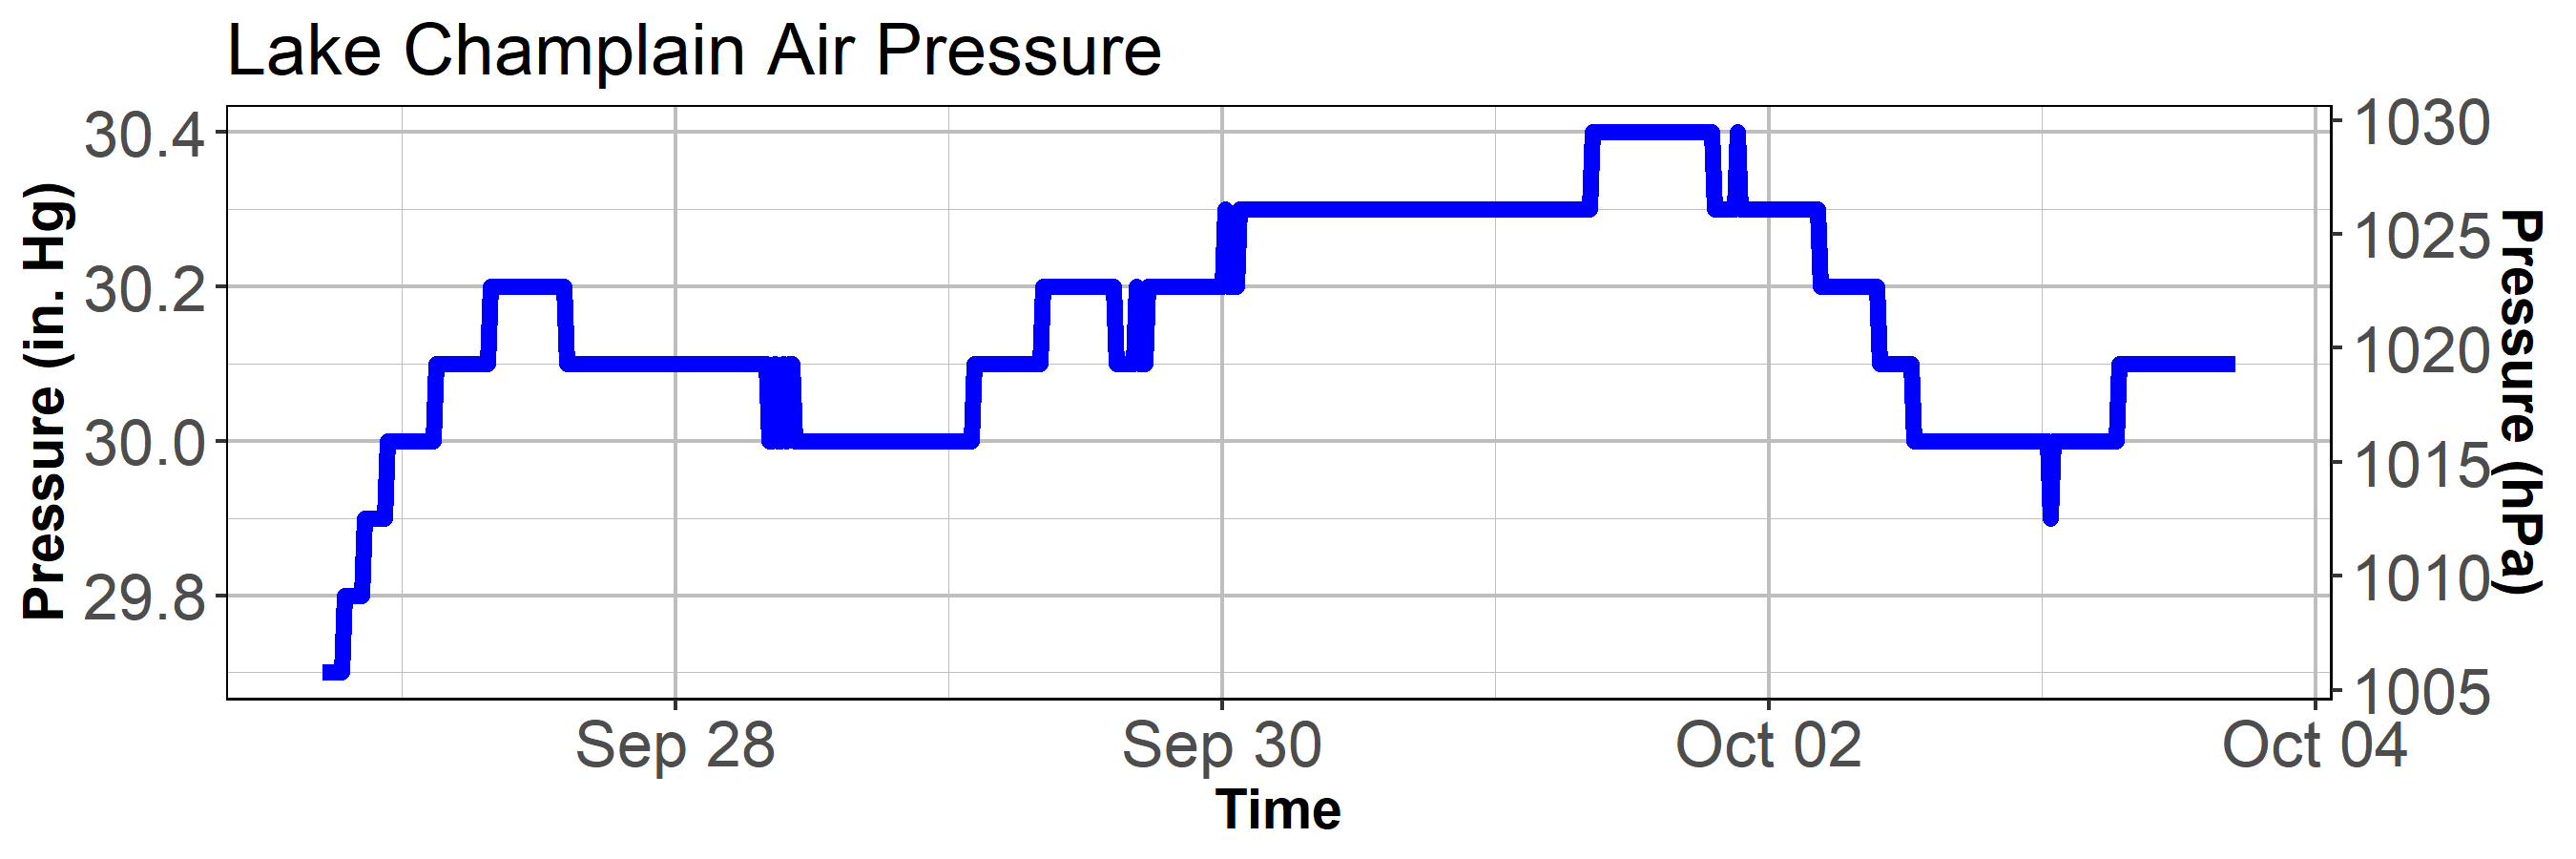 Lake Champlain Air Pressure
Pressure (in. Hg)
30.4
30.2
30.0
29.8
1030
1025
1020
1015
1010
1005
Pressure (hPa)
Sep 28
Sep 30
Oct 02
Oct 04
Time